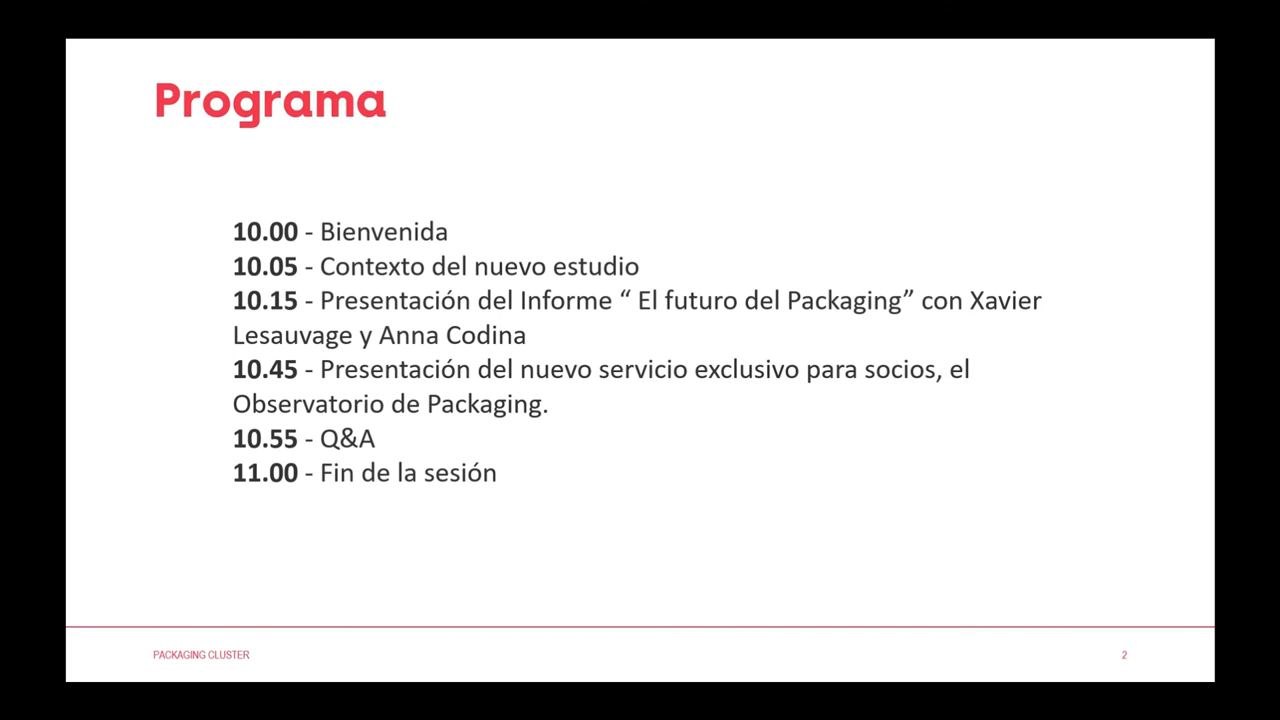 Programa
10.00 - Bienvenida
10.05 - Contexto del nuevo estudio
10.15 - Presentación del Informe “ El futuro del Packaging” con Xavier
Lesauvage y Anna Codina
10.45 - Presentación del nuevo servicio exclusivo para socios, el
Observatorio de Packaging.
10.55 - Q&A
11.00 - Fin de la sesión
PACKAGING CLUSTER
2